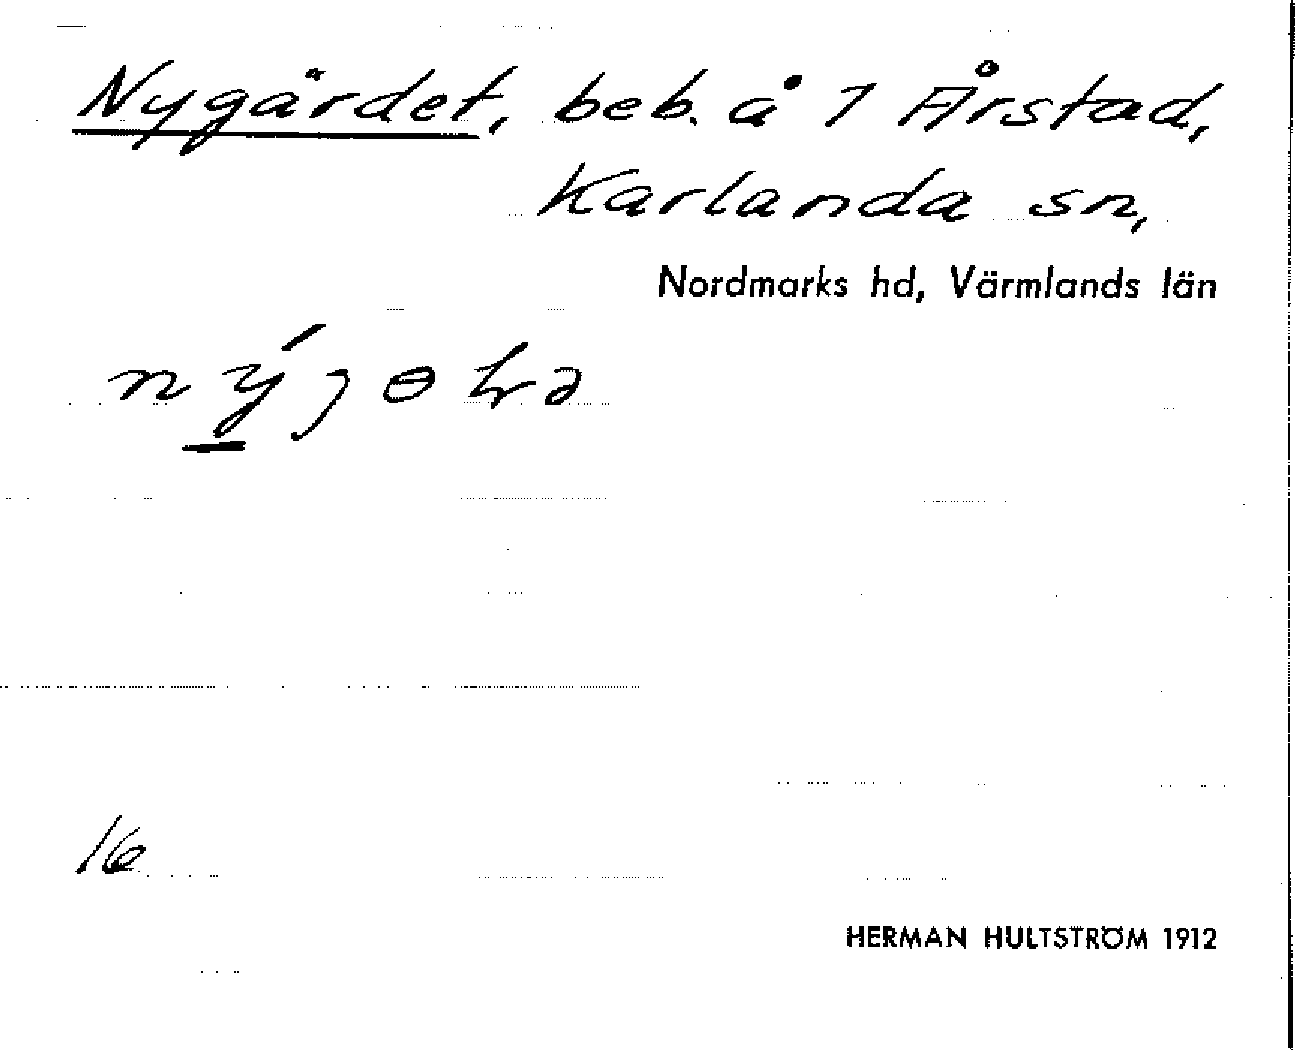 Nygärdet, beb. å 1 Årstad,
Karlanda sn,
Nordmarks hd, Värmlands län
16
HERMAN HULTSTRÖM 1912